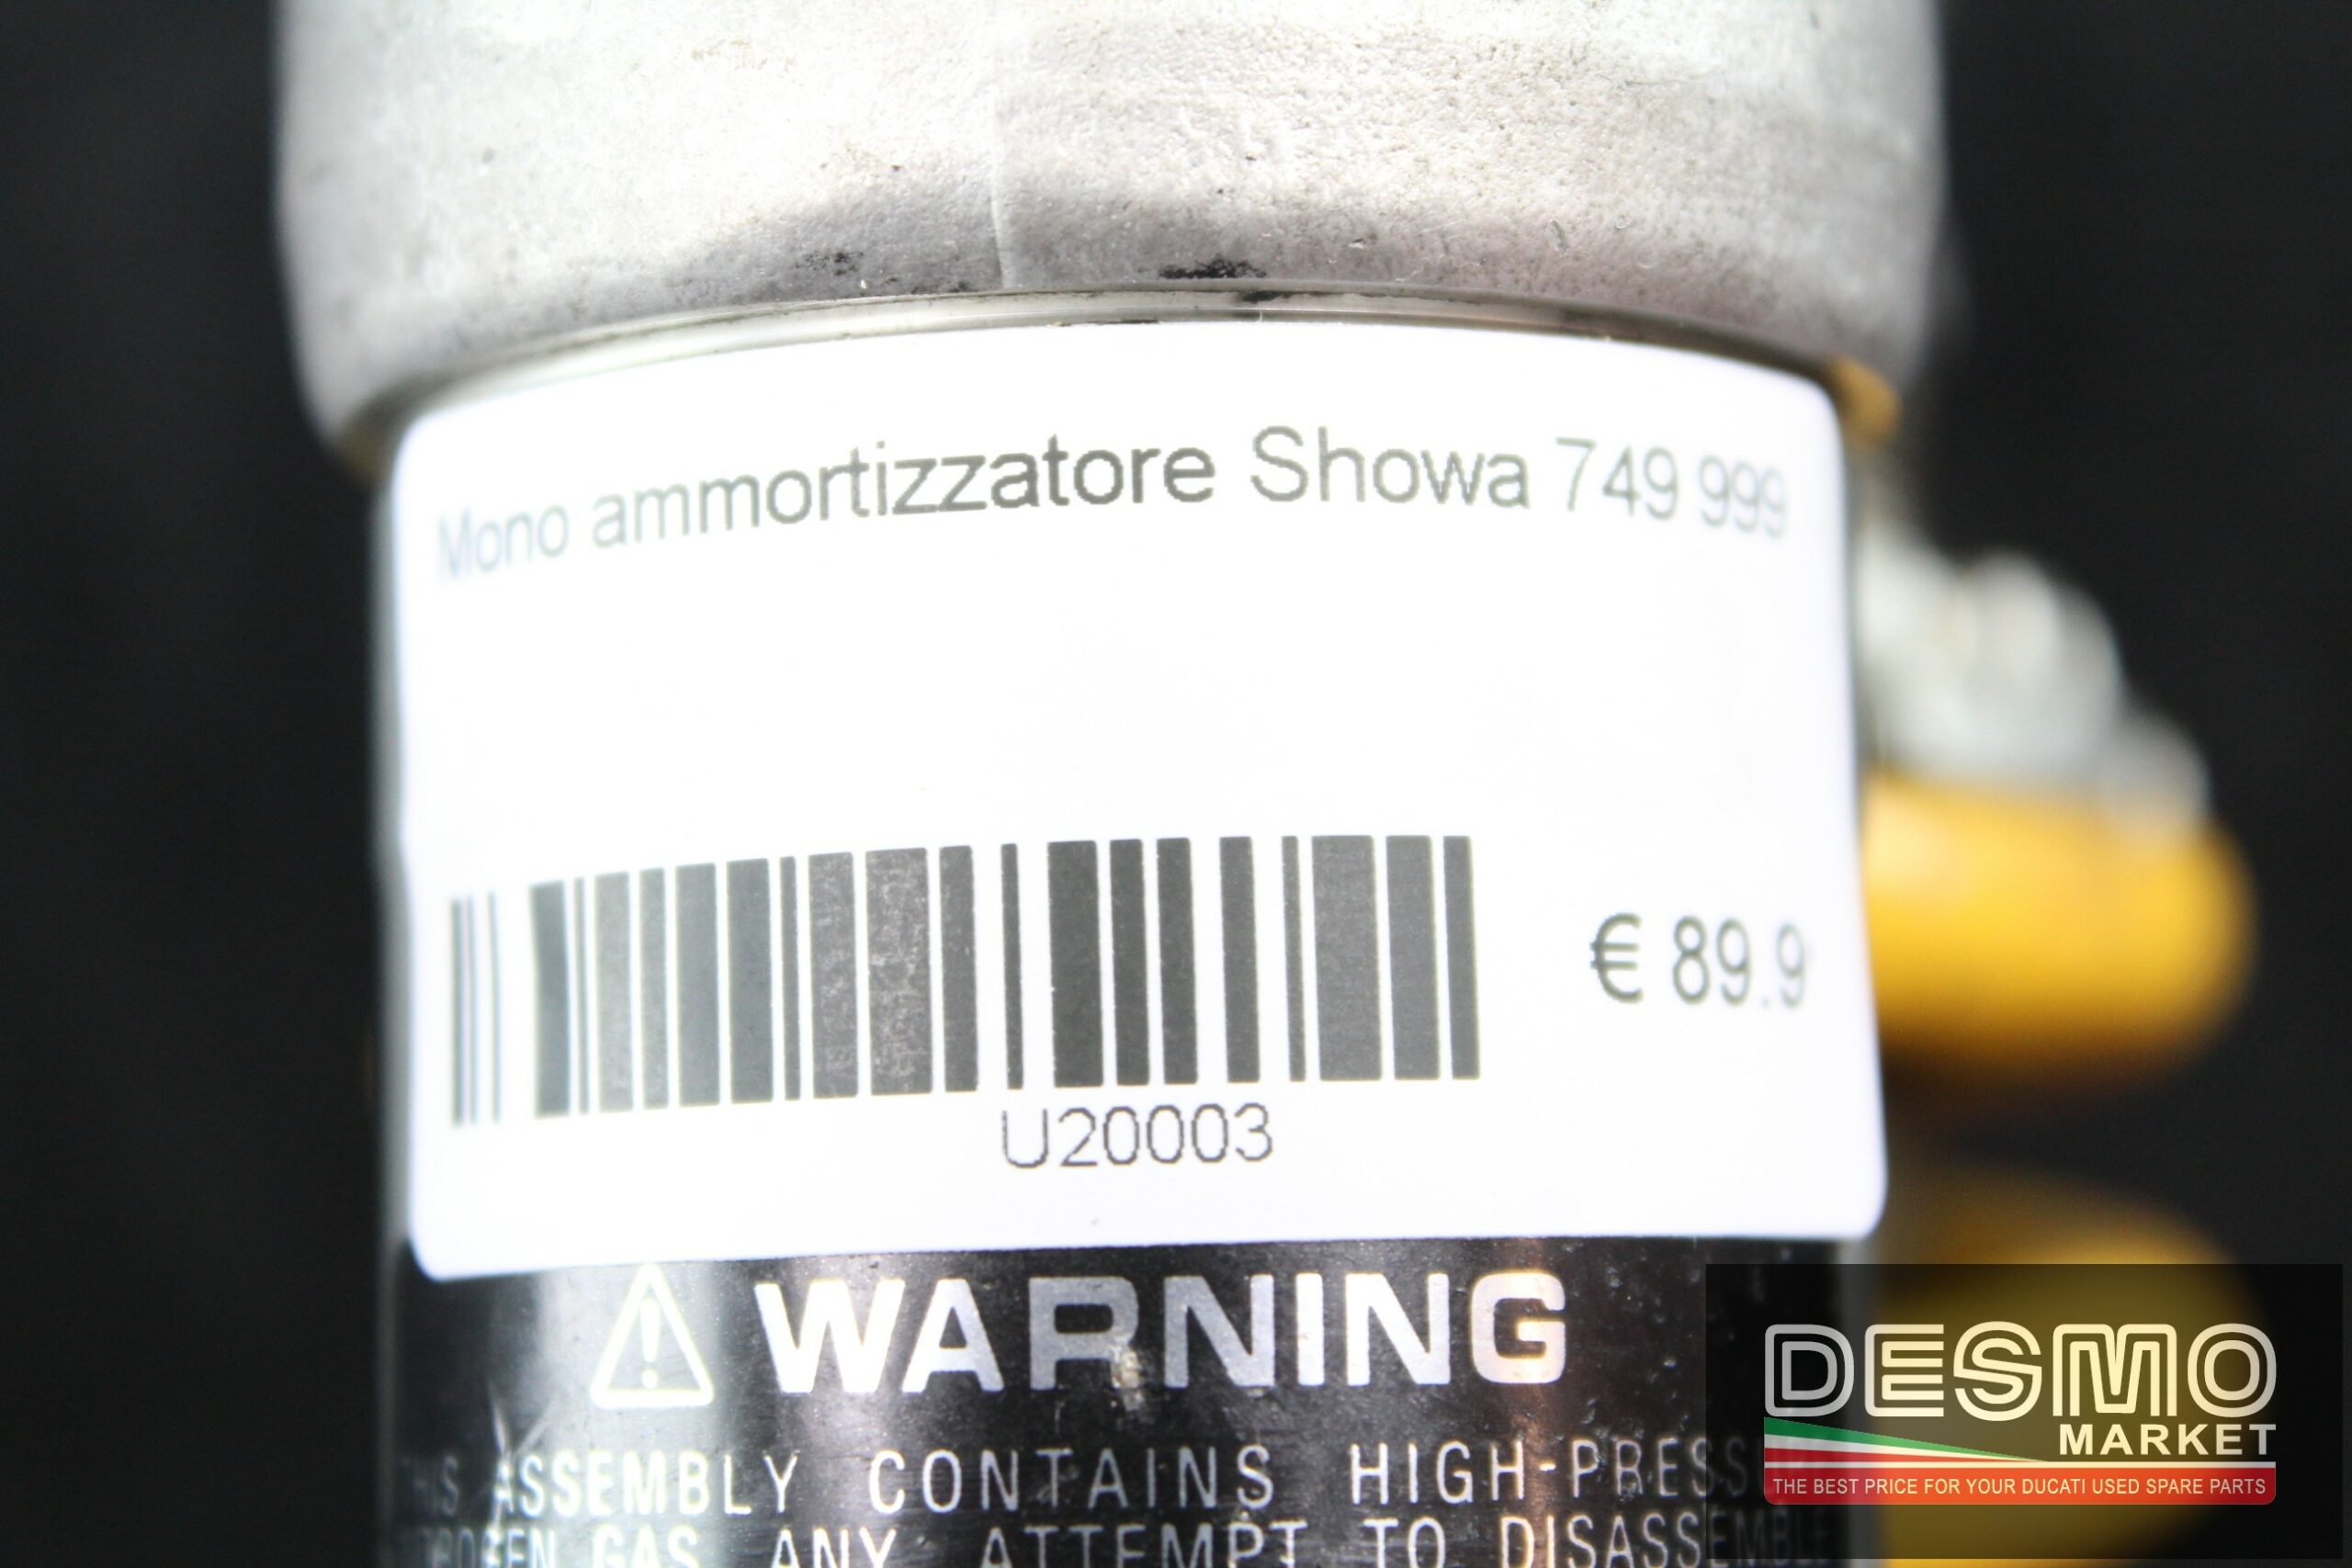 Mono ammortizzatore Showa 749 999
€ 89.9
U20003
WARNING
THIS ASSEMBLY CONTAINS HIGH-PRESS
GAS ANY ATTEMPT TO DISASSEMBLE
DESMO
MARKET
THE BEST PRICE FOR YOUR DUCATI USED SPARE PARTS